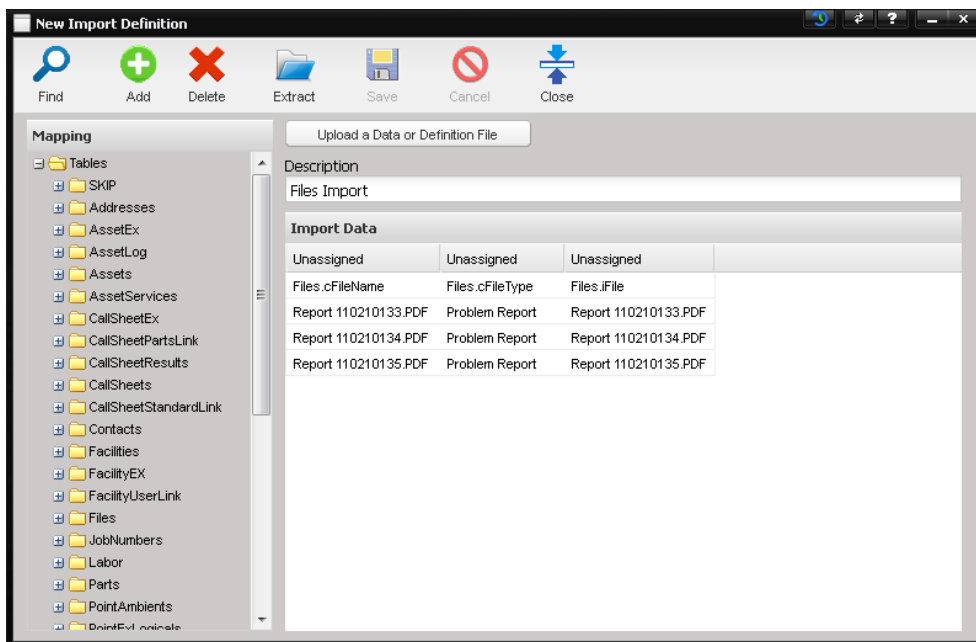 New Import Definition
?
Find Add Delete Extract Save Cancel Close
Mapping
Tables
SKIP
Addresses
AssetEx
AssetLog
Assets
AssetServices
CallSheetEx
CallSheetPartsLink
CallSheetResults
CallSheets
CallSheetStandardLink
Contacts
Facilities
FacilityEX
FacilityUserLink
Files
JobNumbers
Labor
Parts
PointAmbients
PointExLogicals
Upload a Data or Definition File
Description
Files Import
Import Data
Unassigned Unassigned Unassigned
Files.cFileName Files.cFileType Files.iFile
Report 110210133.PDF Problem Report Report 110210133.PDF
Report 110210134.PDF Problem Report Report 110210134.PDF
Report 110210135.PDF Problem Report Report 110210135.PDF